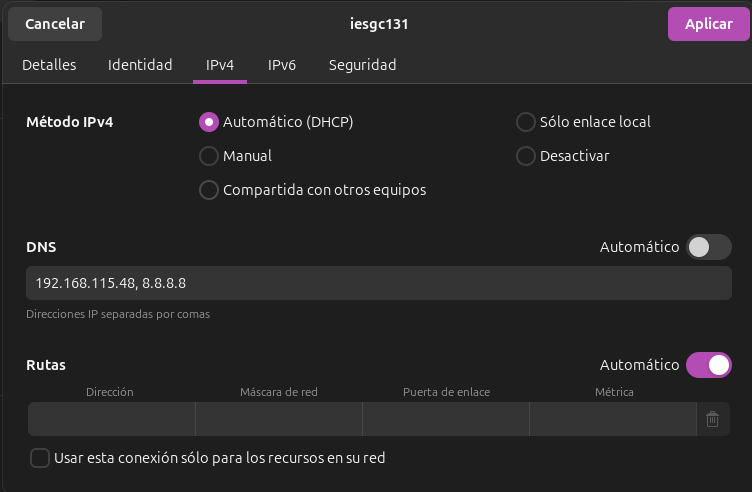 Cancelar iesgc131 Aplicar
Detalles Identidad IPv4 IPv6 Seguridad
Método IPv4 Automático (DHCP) Sólo enlace local
Manual Desactivar
Compartida con otros equipos
DNS Automático
192.168.115.48, 8.8.8.8
Direcciones IP separadas por comas
Rutas Automático
Dirección Máscara de red Puerta de enlace Métrica
Usar esta conexión sólo para los recursos en su red